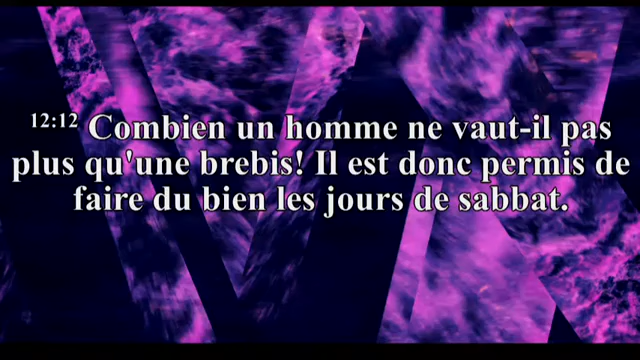 12:12 Combien un homme ne vaut-il pas
plus qu'une brebis! Il est donc permis de
faire du bien les jours de sabbat.